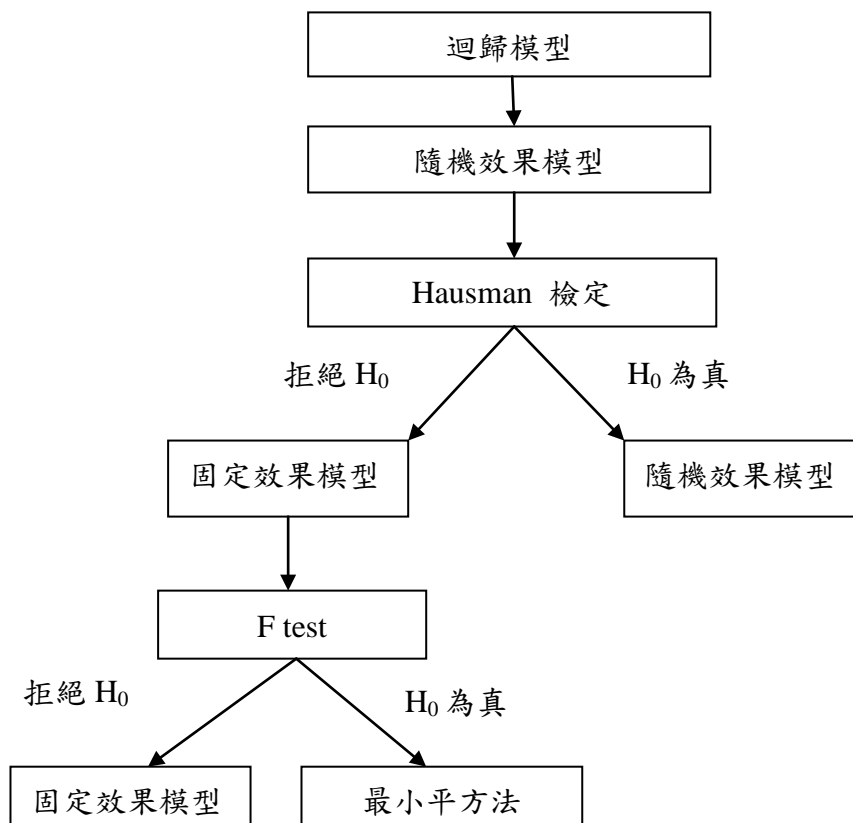 迴歸模型
隨機效果模型
Hausman 檢定
拒絕 H₀
H₀ 為真
固定效果模型
隨機效果模型
F test
拒絕 H₀
H₀ 為真
固定效果模型
最小平方法